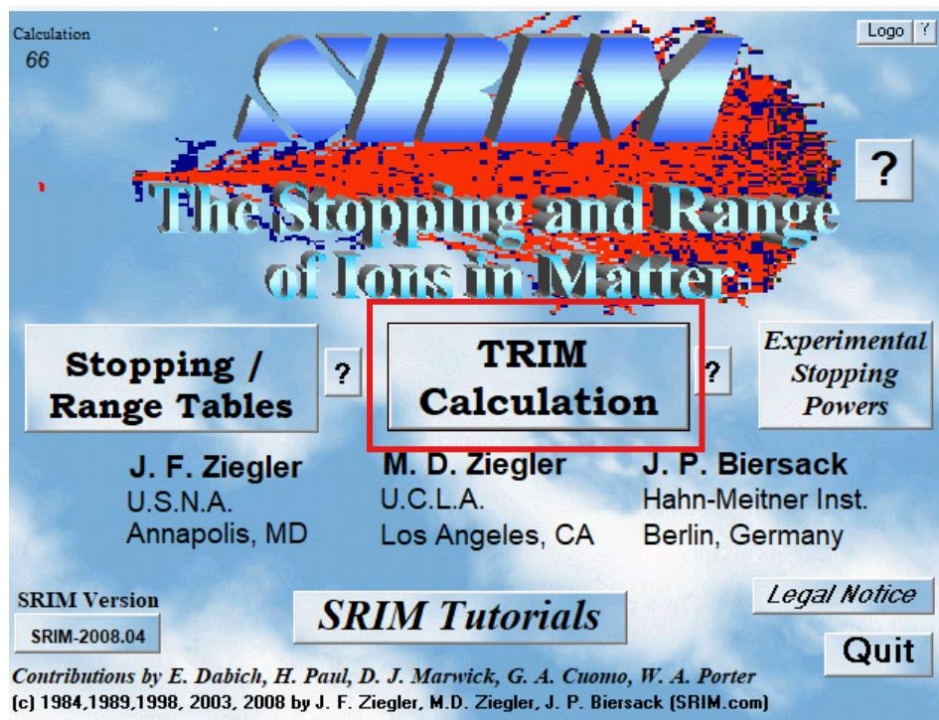 Calculation
66
Logo ?
SRIM
?
The Stopping and Range
of Ions in Matter
Stopping /
Range Tables
?
TRIM
Calculation
?
Experimental
Stopping
Powers
J. F. Ziegler
U.S.N.A.
Annapolis, MD
M. D. Ziegler
U.C.L.A.
Los Angeles, CA
J. P. Biersack
Hahn-Meitner Inst.
Berlin, Germany
SRIM Version
SRIM-2008.04
SRIM Tutorials
Legal Notice
Quit
Contributions by E. Dabich, H. Paul, D. J. Marwick, G. A. Cuomo, W. A. Porter
(c) 1984,1989,1998, 2003, 2008 by J. F. Ziegler, M.D. Ziegler, J. P. Biersack (SRIM.com)